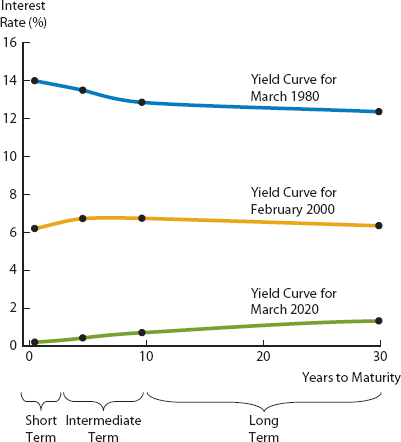 Interest
Rate (%)
16
14
Yield Curve for
March 1980
12
10
8
Yield Curve for
February 2000
6
4
Yield Curve for
March 2020
2
0
0 10 20 30
Years to Maturity
Short Intermediate Long
Term Term Term